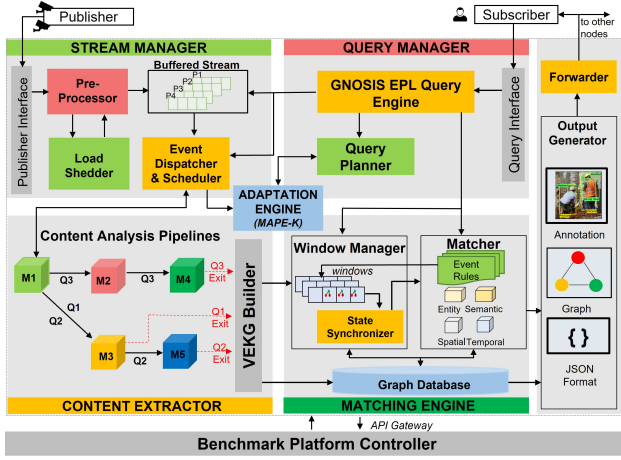 Publisher
Subscriber
to other
nodes
STREAM MANAGER
QUERY MANAGER
Publisher Interface
Pre-
Processor
Buffered Stream
P1
P2
P3
P4
Load
Shedder
Event
Dispatcher
& Scheduler
GNOSIS EPL Query
Engine
Query
Planner
Query Interface
ADAPTATION
ENGINE
(MAPE-K)
Forwarder
Output
Generator
Annotation
Graph
{ }
JSON
Format
Content Analysis Pipelines
M1
Q3
M2
Q3
M4
Q3
Exit
Q1
Q2
Q1
Exit
M3
Q2
M5
Q2
Exit
VEKG Builder
Window Manager
windows
State
Synchronizer
Matcher
Event
Rules
Entity
Semantic
Spatial
Temporal
Graph Database
CONTENT EXTRACTOR
MATCHING ENGINE
API Gateway
Benchmark Platform Controller